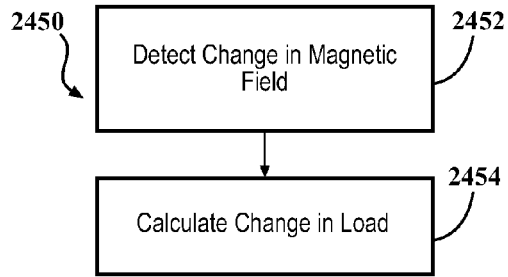 2450
2452
Detect Change in Magnetic
Field
2454
Calculate Change in Load